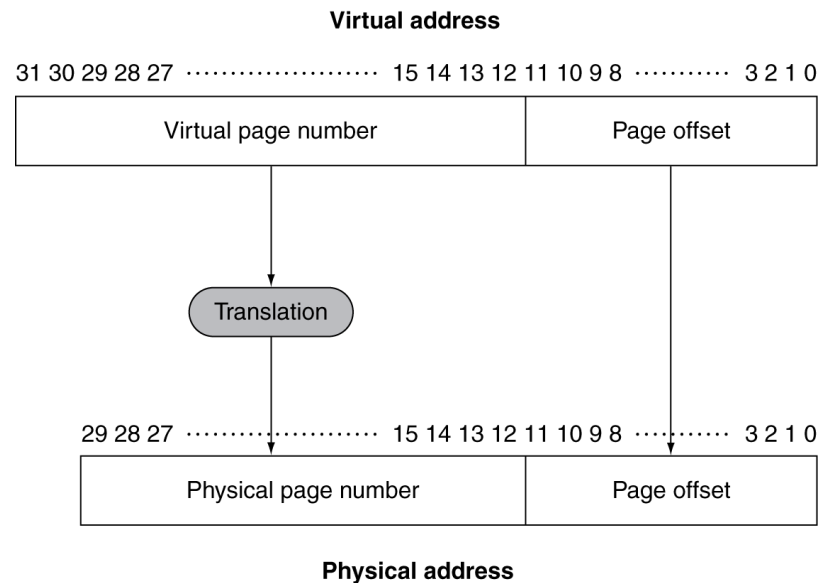 Virtual address
31 30 29 28 27 ······················ 15 14 13 12 11 10 9 8 ··········· 3 2 1 0
Virtual page number Page offset
Translation
29 28 27 ······················ 15 14 13 12 11 10 9 8 ··········· 3 2 1 0
Physical page number Page offset
Physical address